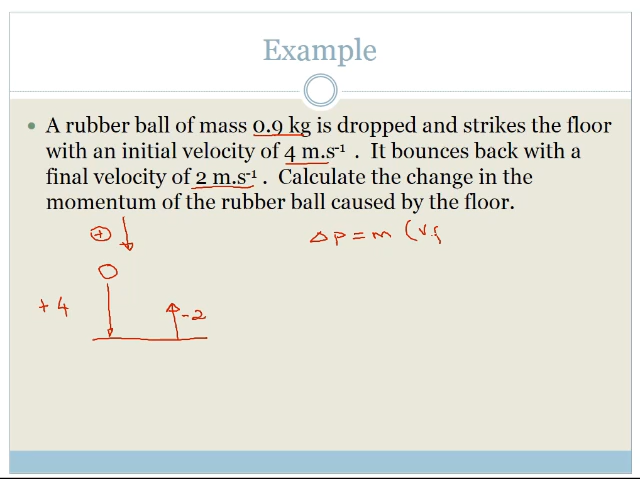 Example
• A rubber ball of mass 0.9 kg is dropped and strikes the floor
with an initial velocity of 4 m.s⁻¹ . It bounces back with a
final velocity of 2 m.s⁻¹ . Calculate the change in the
momentum of the rubber ball caused by the floor.
+
Δp = m (vf
+ 4
-2